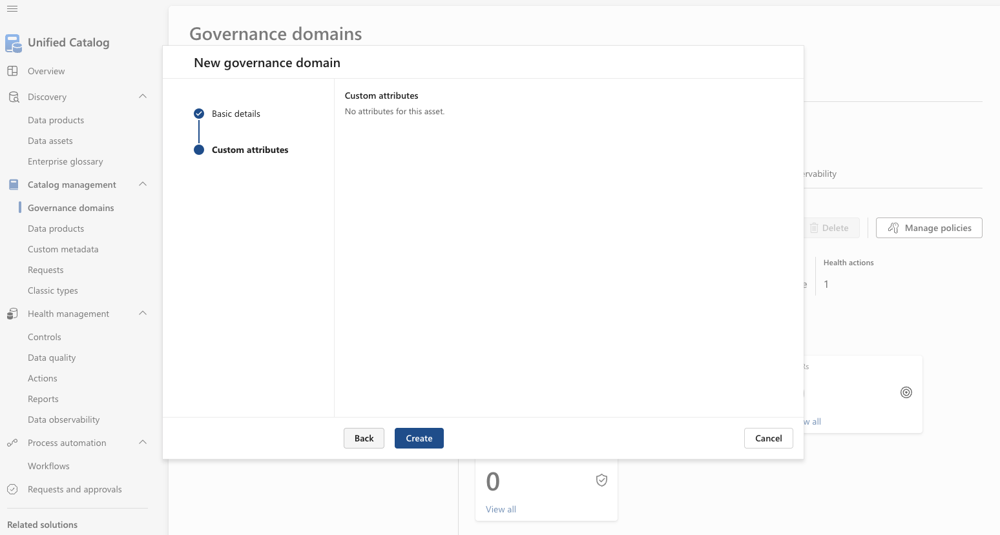 Unified Catalog
Overview
Discovery
Data products
Data assets
Enterprise glossary
Catalog management
Governance domains
Data products
Custom metadata
Requests
Classic types
Health management
Controls
Data quality
Actions
Reports
Data observability
Process automation
Workflows
Requests and approvals
Related solutions
Governance domains
New governance domain
Basic details
Custom attributes
Custom attributes
No attributes for this asset.
Back
Create
Cancel
ervability
Delete
Manage policies
Health actions
e
1
w all
0
View all